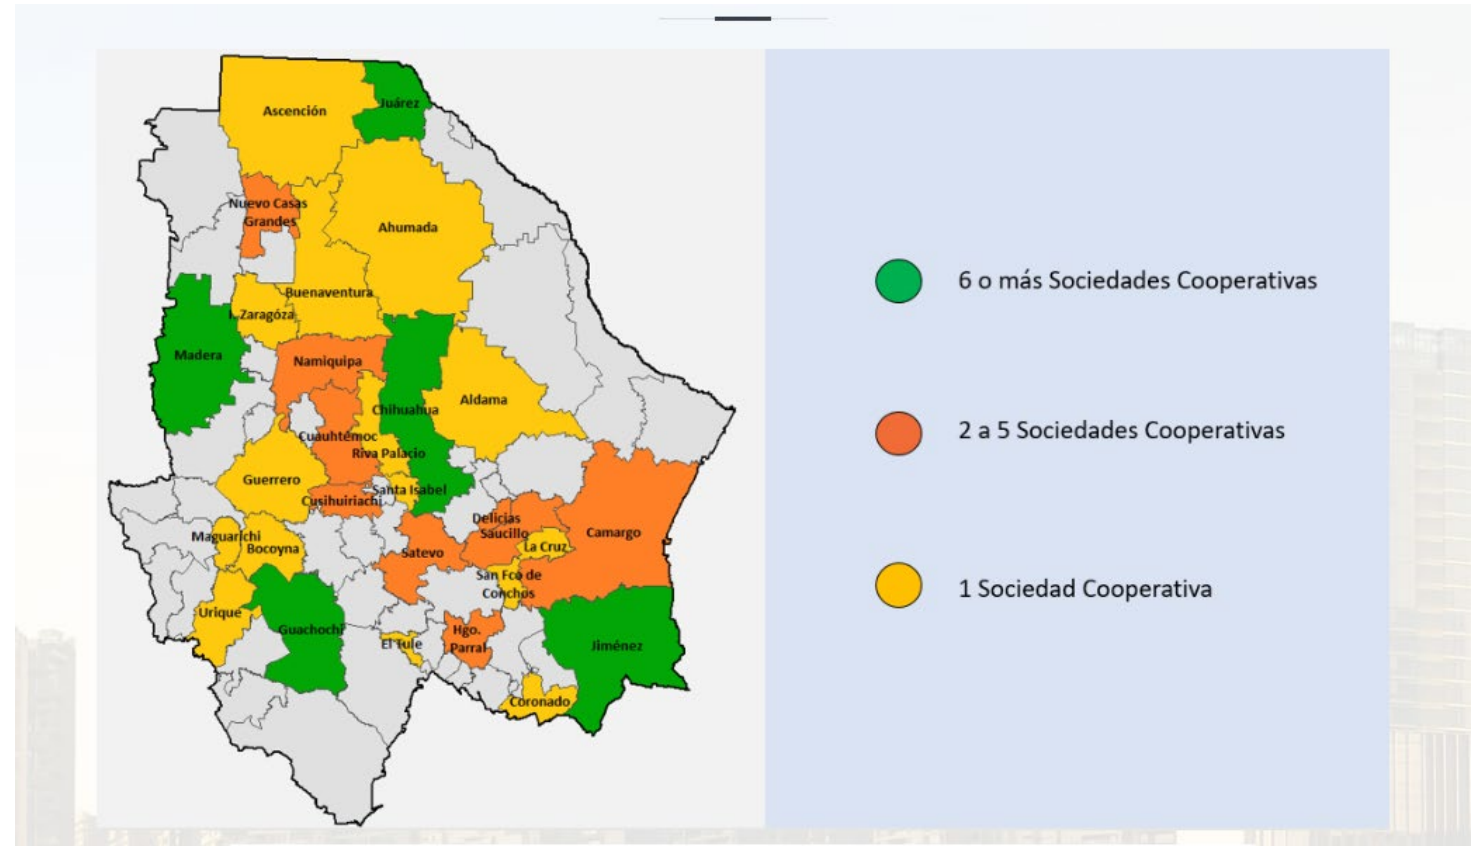 Ascención
Juárez
Nuevo Casas
Grandes
Ahumada
Buenaventura
I. Zaragóza
Madera
Namiquipa
Chihuahua
Aldama
Cuauhtémoc
Riva Palacio
Guerrero
Santa Isabel
Cusihuiriachi
Delicias
Saucillo
Camargo
Maguarichi
Bocoyna
La Cruz
Satevo
San Fco de
Conchos
Urique
Guachochi
Hgo.
Parral
El Tule
Jiménez
Coronado
6 o más Sociedades Cooperativas
2 a 5 Sociedades Cooperativas
1 Sociedad Cooperativa